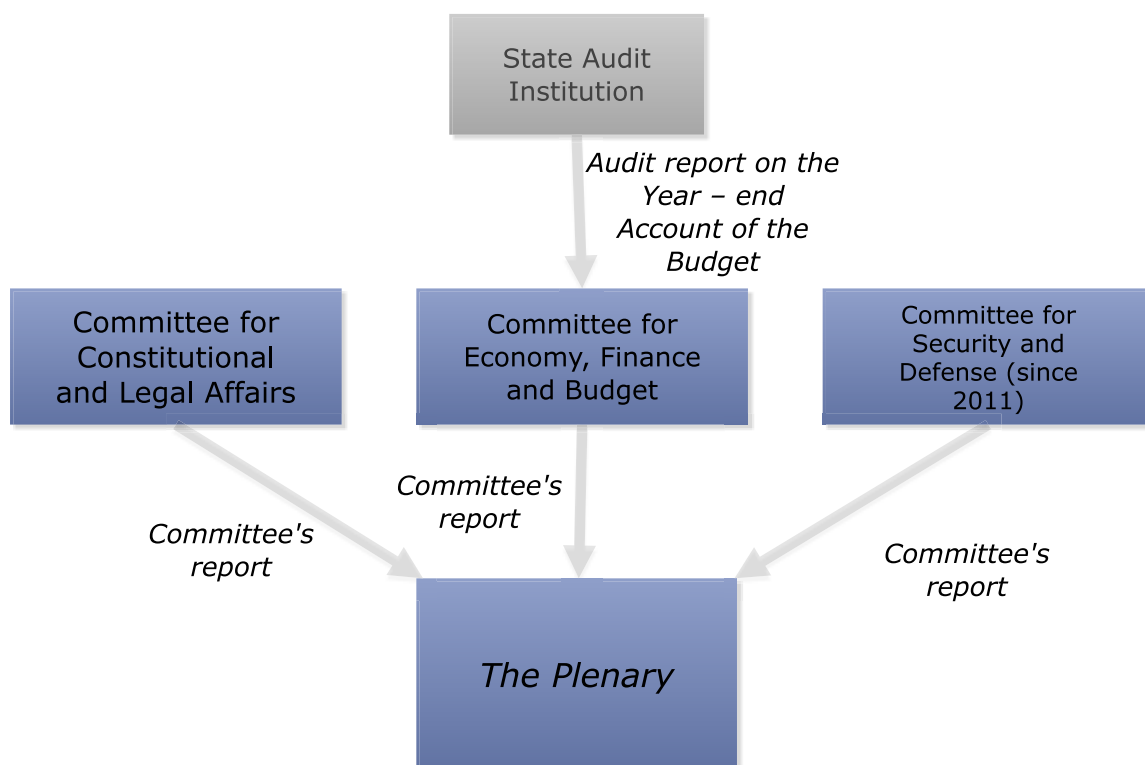 State Audit
Institution
Audit report on the
Year – end
Account of the
Budget
Committee for
Constitutional
and Legal Affairs
Committee for
Economy, Finance
and Budget
Committee for
Security and
Defense (since
2011)
Committee's
report
Committee's
report
Committee's
report
The Plenary